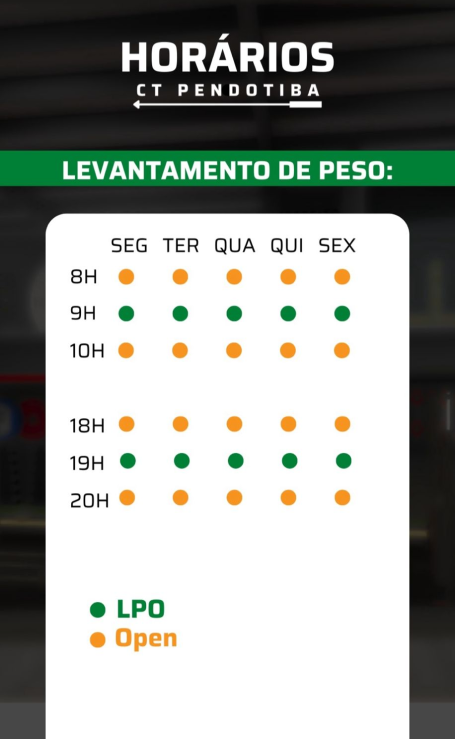 HORÁRIOS
CT PENDOTIBA
LEVANTAMENTO DE PESO:
SEG TER QUA QUI SEX
8H
9H
10H
18H
19H
20H
LPO
Open